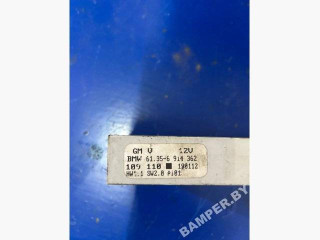 GM V 12V
BMW 61.35-6 914 362
109 110 ■ 190112
HW1.1 SW2.0 P101
BAMPER.BY